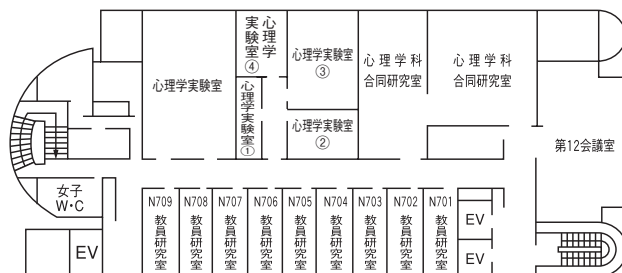 心理学実験室
心理学
実験室
④
心理学実験室①
心理学実験室
③
心理学実験室
②
心理学科
合同研究室
心理学科
合同研究室
第12会議室
女子
W・C
EV
N709
教員研究室
N708
教員研究室
N707
教員研究室
N706
教員研究室
N705
教員研究室
N704
教員研究室
N703
教員研究室
N702
教員研究室
N701
教員研究室
EV
EV